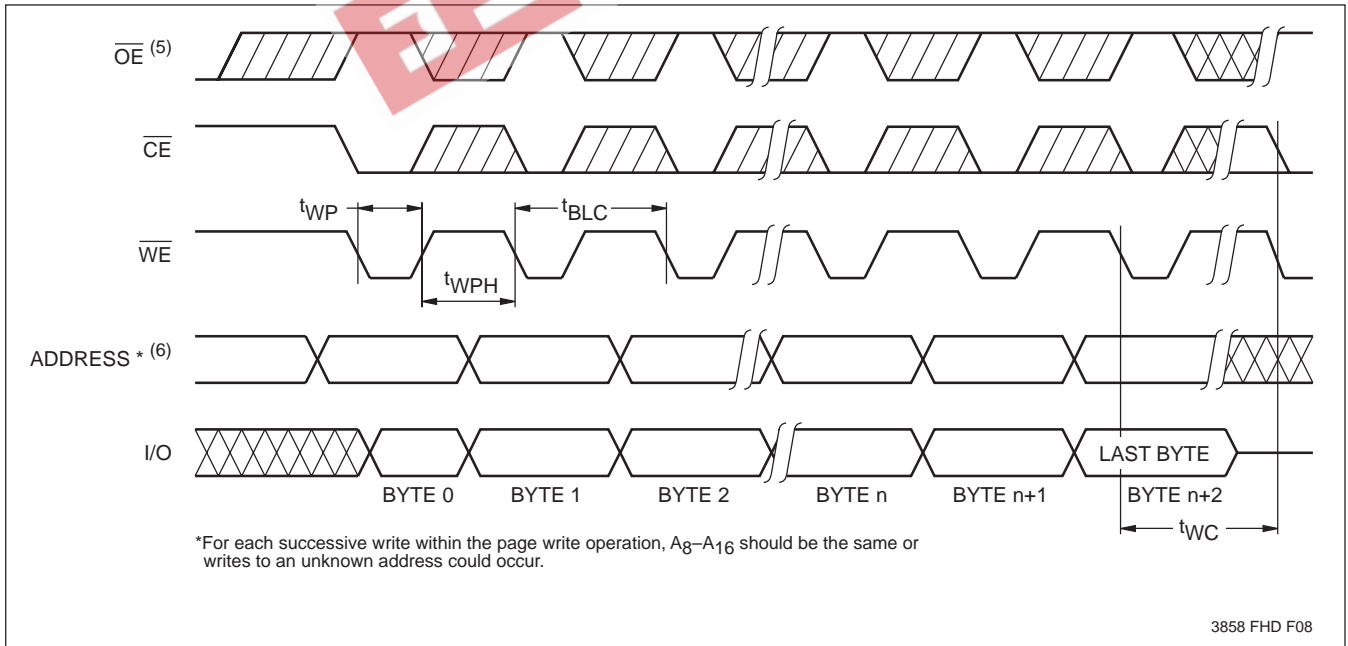 OE (5)
CE
tWP
tBLC
WE
tWPH
ADDRESS * (6)
I/O
LAST BYTE
BYTE 0 BYTE 1 BYTE 2 BYTE n BYTE n+1 BYTE n+2
tWC
*For each successive write within the page write operation, A8–A16 should be the same or
writes to an unknown address could occur.
3858 FHD F08